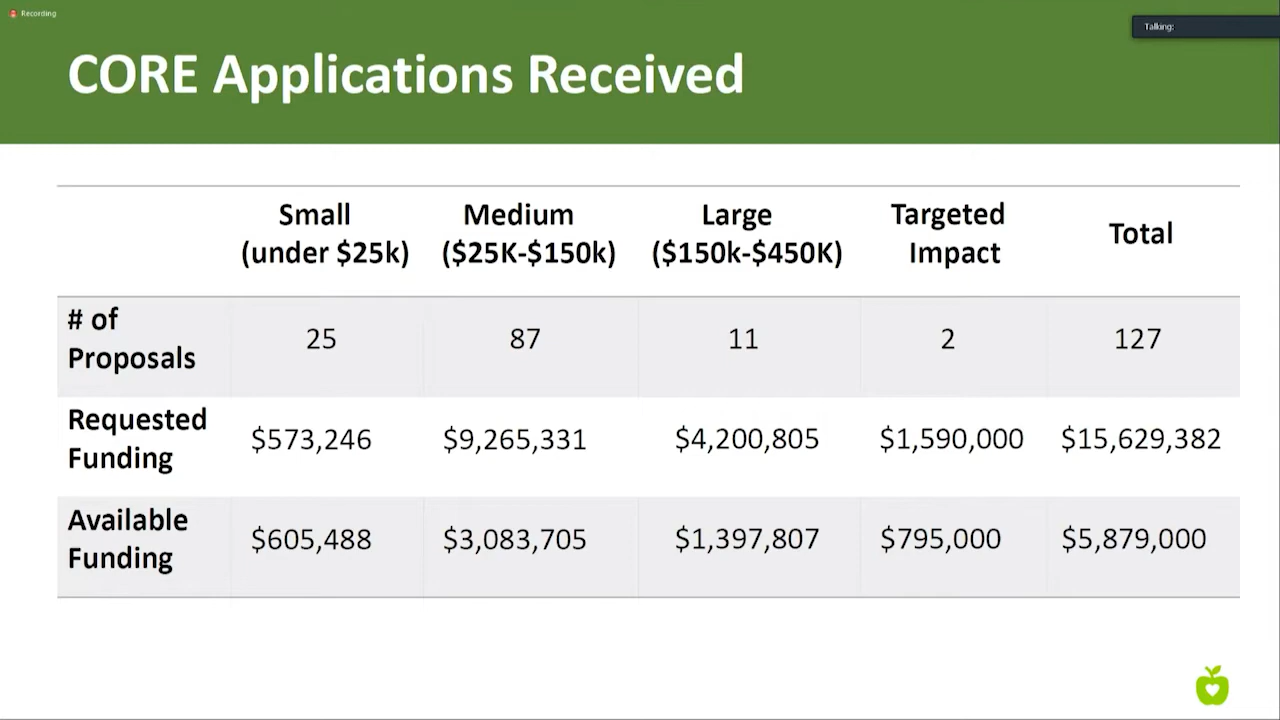 Recording
Talking:
CORE Applications Received
Small
(under $25k)
Medium
($25K-$150k)
Large
($150k-$450K)
Targeted
Impact
Total
# of
Proposals
25
87
11
2
127
Requested
Funding
$573,246
$9,265,331
$4,200,805
$1,590,000
$15,629,382
Available
Funding
$605,488
$3,083,705
$1,397,807
$795,000
$5,879,000